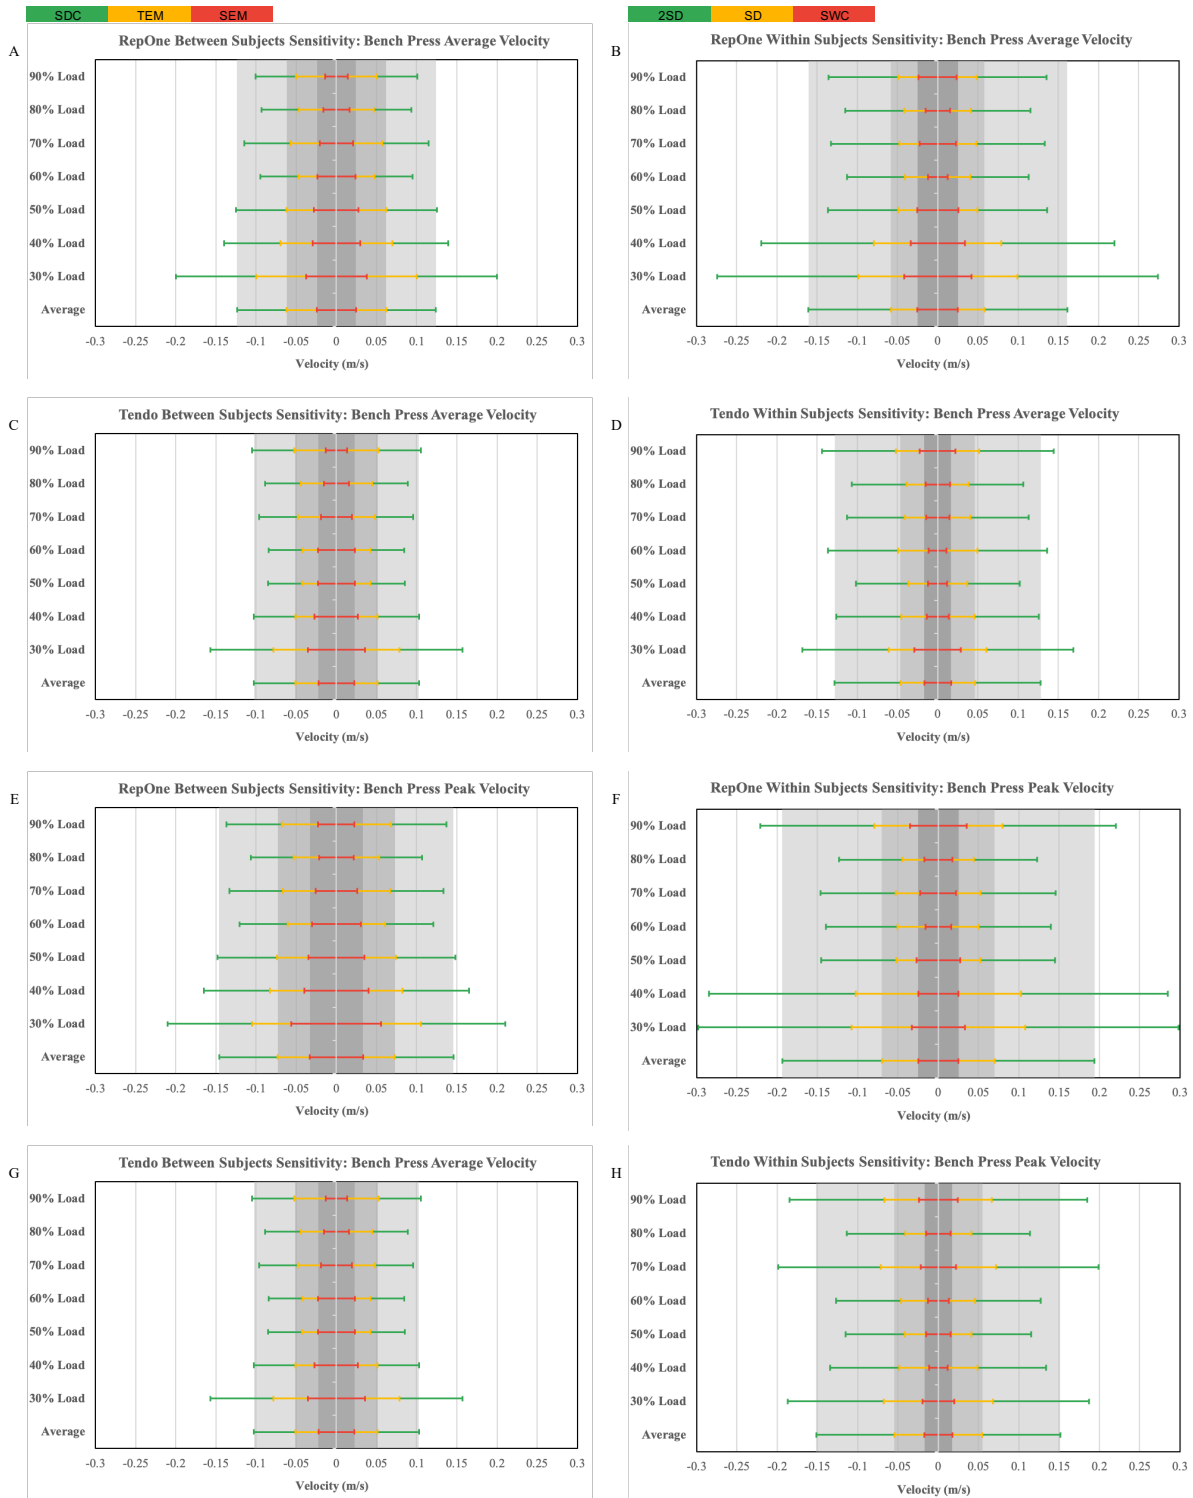 SDC TEM SEM
2SD SD SWC
A
RepOne Between Subjects Sensitivity: Bench Press Average Velocity
90% Load
80% Load
70% Load
60% Load
50% Load
40% Load
30% Load
Average
-0.3 -0.25 -0.2 -0.15 -0.1 -0.05 0 0.05 0.1 0.15 0.2 0.25 0.3
Velocity (m/s)
B
RepOne Within Subjects Sensitivity: Bench Press Average Velocity
90% Load
80% Load
70% Load
60% Load
50% Load
40% Load
30% Load
Average
-0.3 -0.25 -0.2 -0.15 -0.1 -0.05 0 0.05 0.1 0.15 0.2 0.25 0.3
Velocity (m/s)
C
Tendo Between Subjects Sensitivity: Bench Press Average Velocity
90% Load
80% Load
70% Load
60% Load
50% Load
40% Load
30% Load
Average
-0.3 -0.25 -0.2 -0.15 -0.1 -0.05 0 0.05 0.1 0.15 0.2 0.25 0.3
Velocity (m/s)
D
Tendo Within Subjects Sensitivity: Bench Press Average Velocity
90% Load
80% Load
70% Load
60% Load
50% Load
40% Load
30% Load
Average
-0.3 -0.25 -0.2 -0.15 -0.1 -0.05 0 0.05 0.1 0.15 0.2 0.25 0.3
Velocity (m/s)
E
RepOne Between Subjects Sensitivity: Bench Press Peak Velocity
90% Load
80% Load
70% Load
60% Load
50% Load
40% Load
30% Load
Average
-0.3 -0.25 -0.2 -0.15 -0.1 -0.05 0 0.05 0.1 0.15 0.2 0.25 0.3
Velocity (m/s)
F
RepOne Within Subjects Sensitivity: Bench Press Peak Velocity
90% Load
80% Load
70% Load
60% Load
50% Load
40% Load
30% Load
Average
-0.3 -0.25 -0.2 -0.15 -0.1 -0.05 0 0.05 0.1 0.15 0.2 0.25 0.3
Velocity (m/s)
G
Tendo Between Subjects Sensitivity: Bench Press Average Velocity
90% Load
80% Load
70% Load
60% Load
50% Load
40% Load
30% Load
Average
-0.3 -0.25 -0.2 -0.15 -0.1 -0.05 0 0.05 0.1 0.15 0.2 0.25 0.3
Velocity (m/s)
H
Tendo Within Subjects Sensitivity: Bench Press Peak Velocity
90% Load
80% Load
70% Load
60% Load
50% Load
40% Load
30% Load
Average
-0.3 -0.25 -0.2 -0.15 -0.1 -0.05 0 0.05 0.1 0.15 0.2 0.25 0.3
Velocity (m/s)